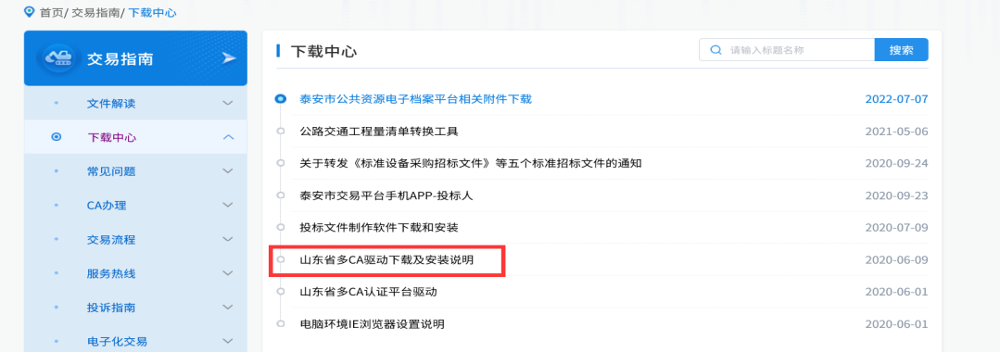 首页/ 交易指南/ 下载中心
交易指南
文件解读
下载中心
常见问题
CA办理
交易流程
服务热线
投诉指南
电子化交易
下载中心
请输入标题名称
搜索
泰安市公共资源电子档案平台相关附件下载 2022-07-07
公路交通工程量清单转换工具 2021-05-06
关于转发《标准设备采购招标文件》等五个标准招标文件的通知 2020-09-24
泰安市交易平台手机APP-投标人 2020-09-23
投标文件制作软件下载和安装 2020-07-09
山东省多CA驱动下载及安装说明 2020-06-09
山东省多CA认证平台驱动 2020-06-01
电脑环境IE浏览器设置说明 2020-06-01